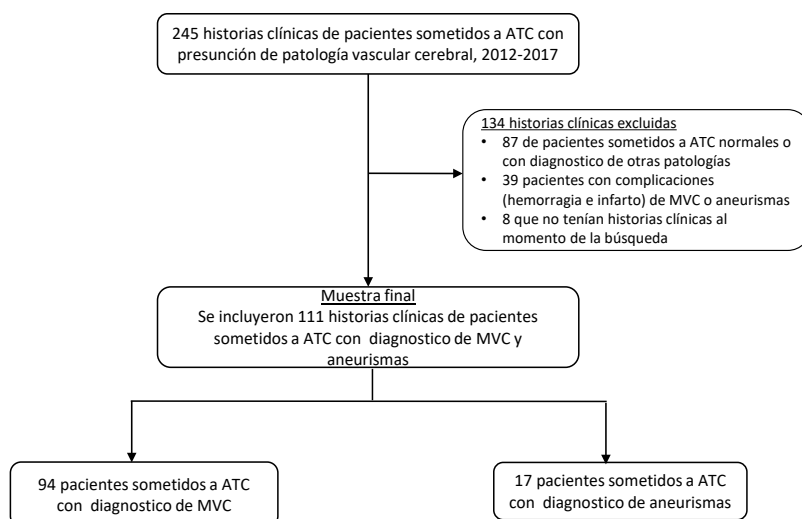 245 historias clínicas de pacientes sometidos a ATC con
presunción de patología vascular cerebral, 2012-2017
134 historias clínicas excluidas
• 87 de pacientes sometidos a ATC normales o
con diagnostico de otras patologías
• 39 pacientes con complicaciones
(hemorragia e infarto) de MVC o aneurismas
• 8 que no tenían historias clínicas al
momento de la búsqueda
Muestra final
Se incluyeron 111 historias clínicas de pacientes
sometidos a ATC con diagnostico de MVC y
aneurismas
94 pacientes sometidos a ATC
con diagnostico de MVC
17 pacientes sometidos a ATC
con diagnostico de aneurismas